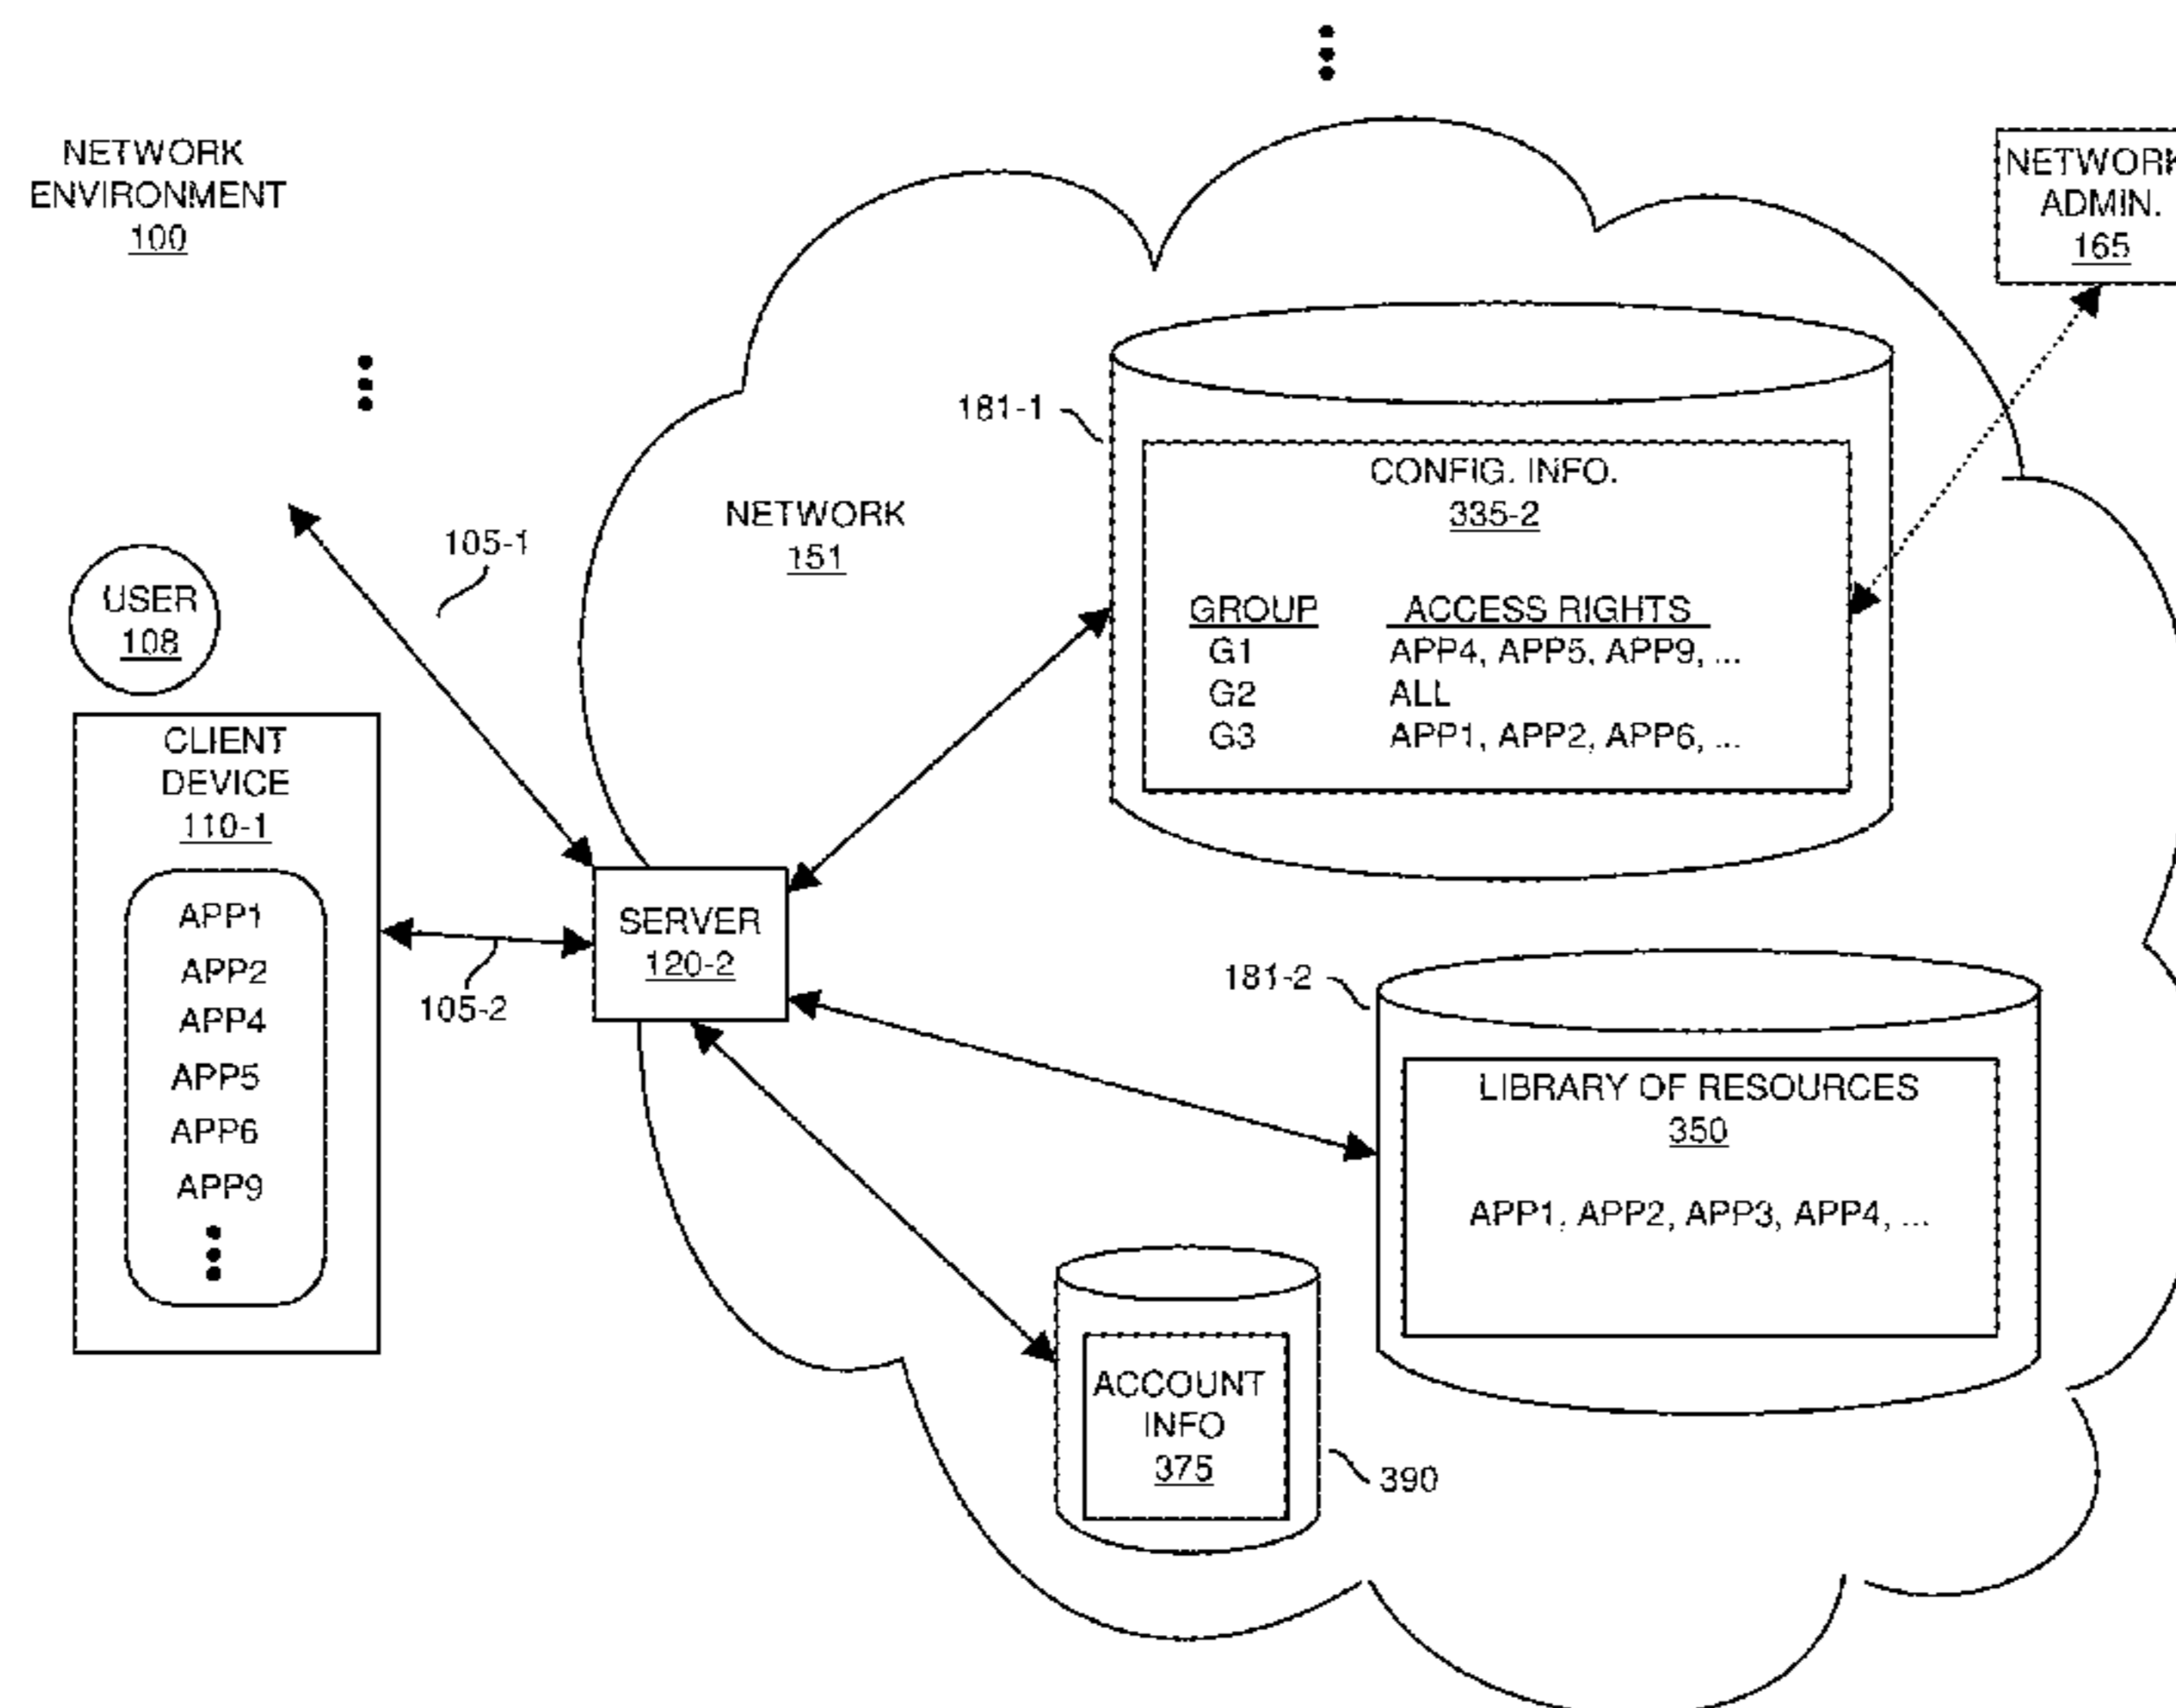 NETWORK
ENVIRONMENT
100
NETWORK
ADMIN.
165
181-1
CONFIG. INFO.
335-2
GROUP ACCESS RIGHTS
G1 APP4, APP5, APP9, ...
G2 ALL
G3 APP1, APP2, APP6, ...
NETWORK
151
105-1
USER
108
CLIENT
DEVICE
110-1
APP1
APP2
APP4
APP5
APP6
APP9
105-2
SERVER
120-2
181-2
LIBRARY OF RESOURCES
350
APP1, APP2, APP3, APP4, ...
ACCOUNT
INFO
375
390